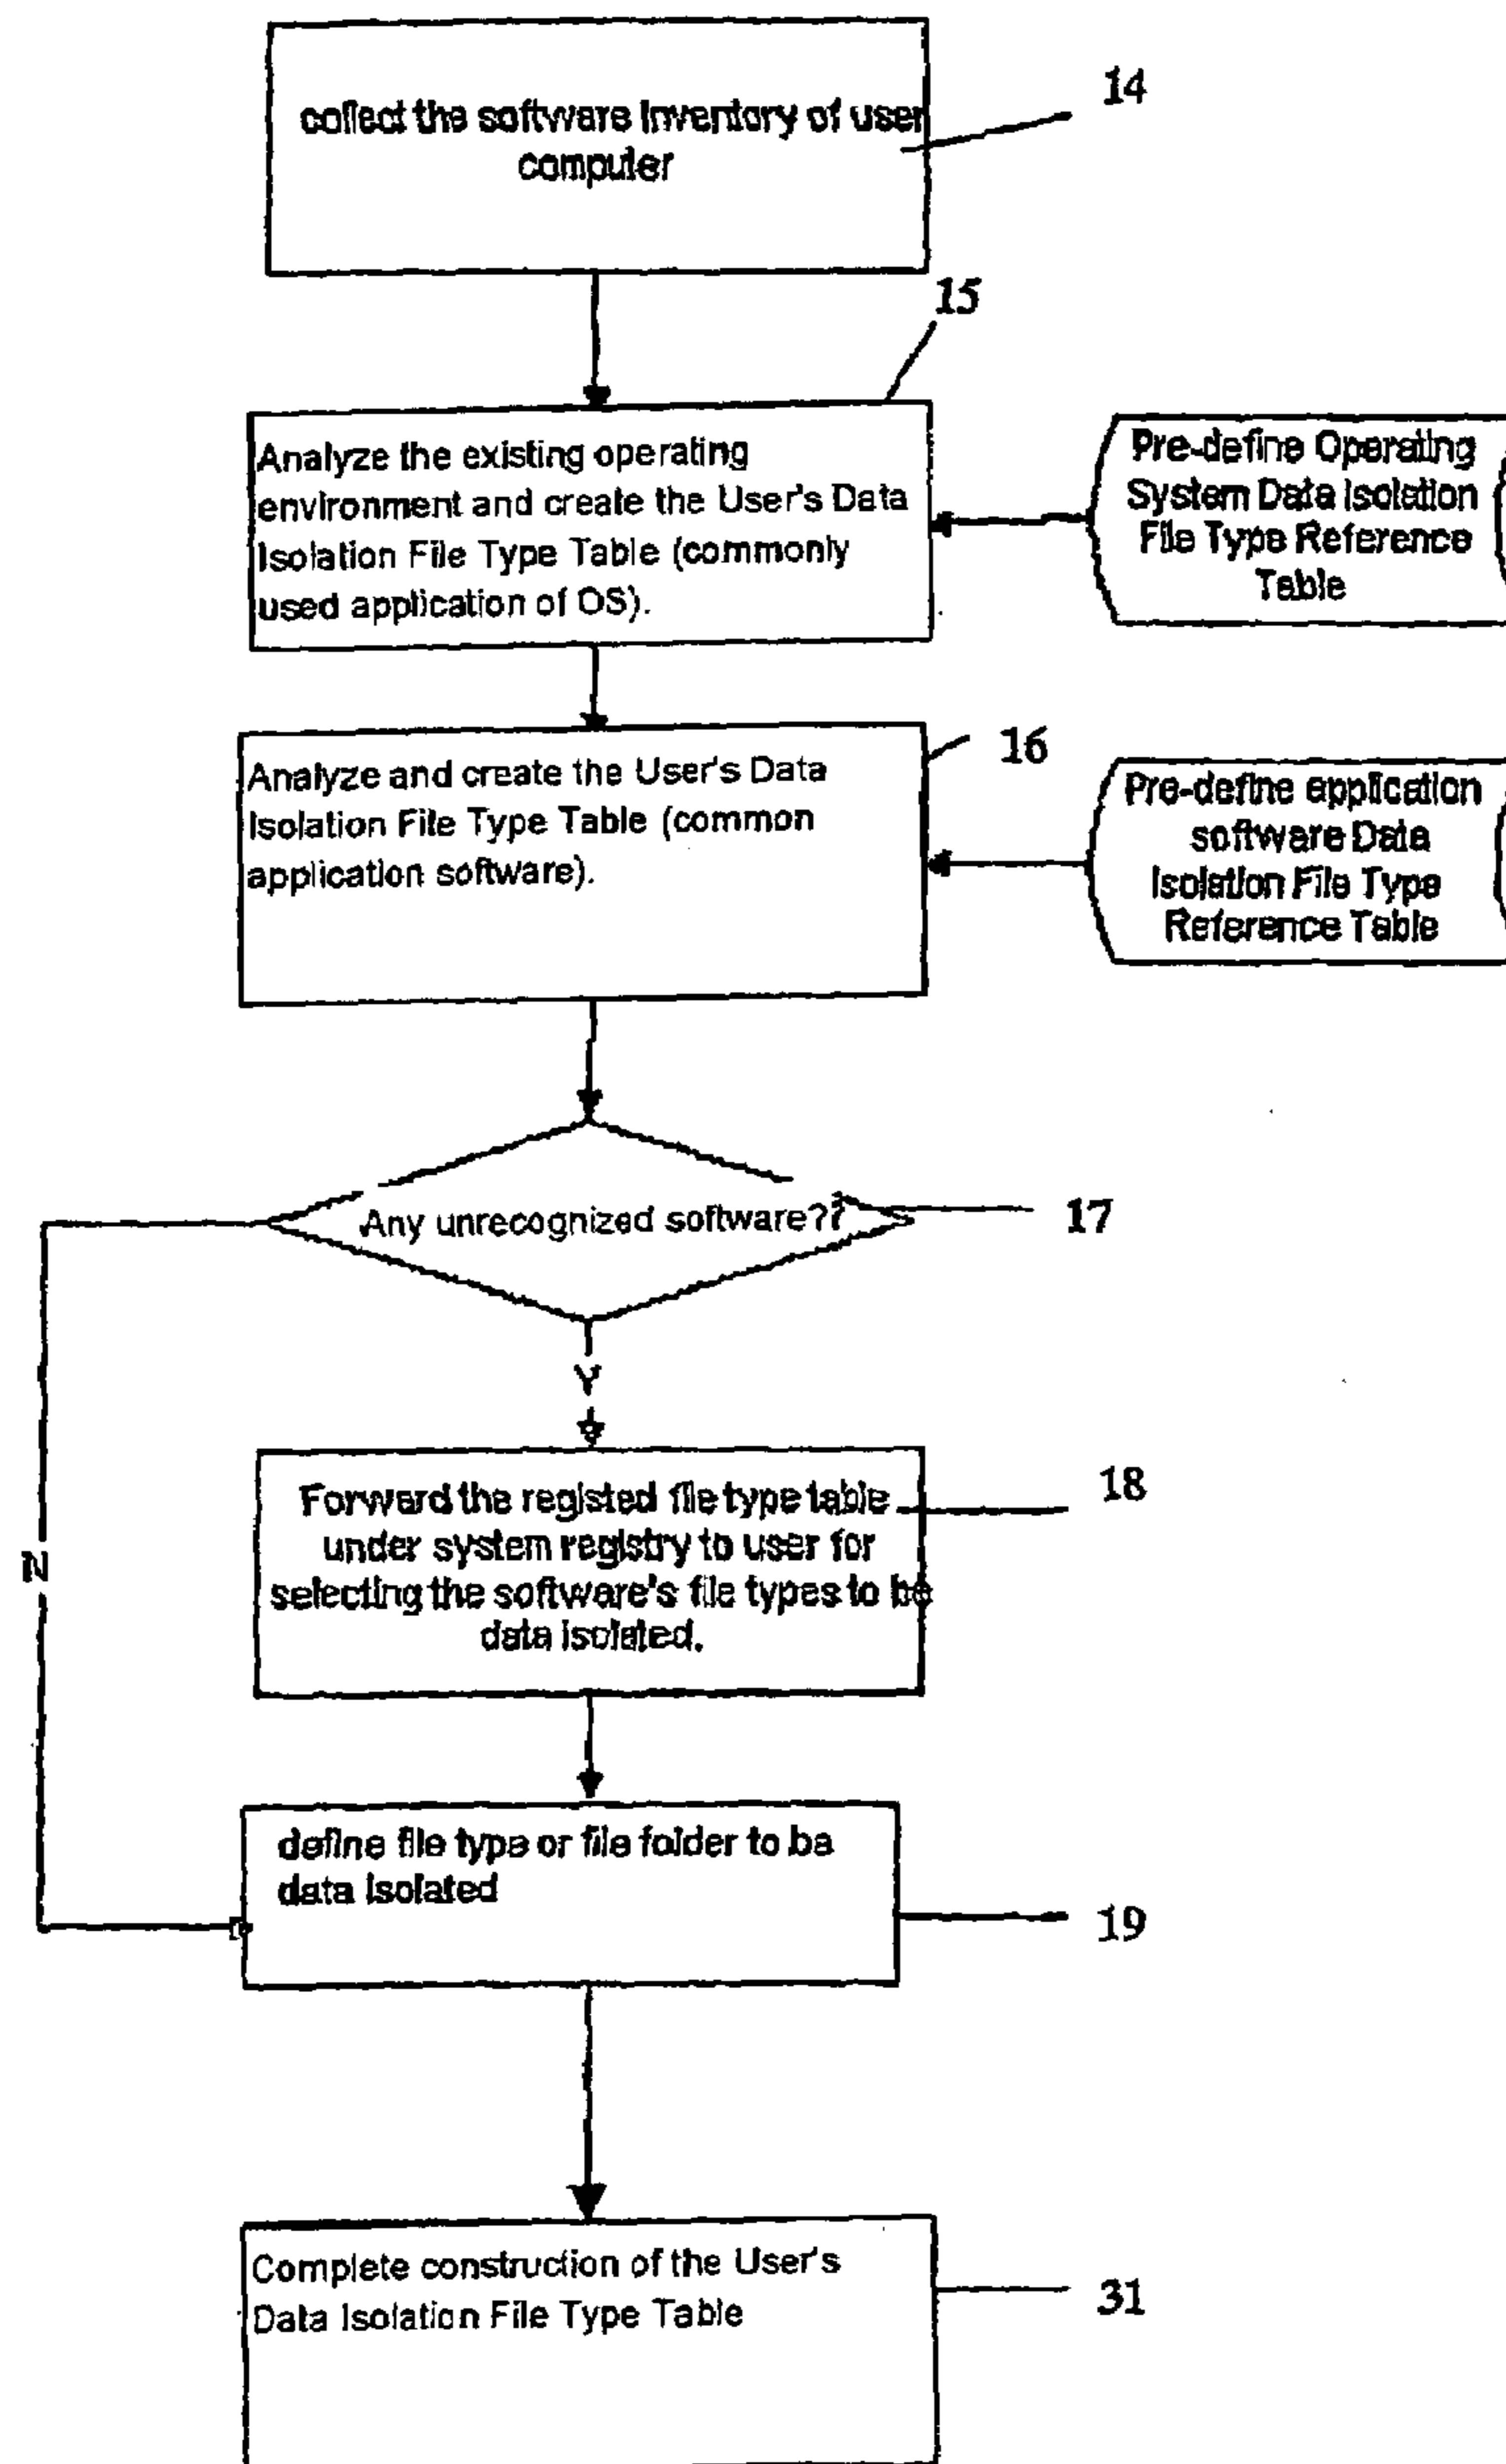 collect the software Inventory of user
computer
14
15
Analyze the existing operating
environment and create the User's Data
Isolation File Type Table (commonly
used application of OS).
Pre-define Operating
System Data Isolation
File Type Reference
Table
Analyze and create the User's Data
Isolation File Type Table (common
application software).
16
Pre-define application
software Data
Isolation File Type
Reference Table
Any unrecognized software??
17
Y
N
Forward the registed file type table
under system registry to user for
selecting the software's file types to be
data isolated.
18
define file type or file folder to be
data isolated
19
Complete construction of the User's
Data Isolation File Type Table
31